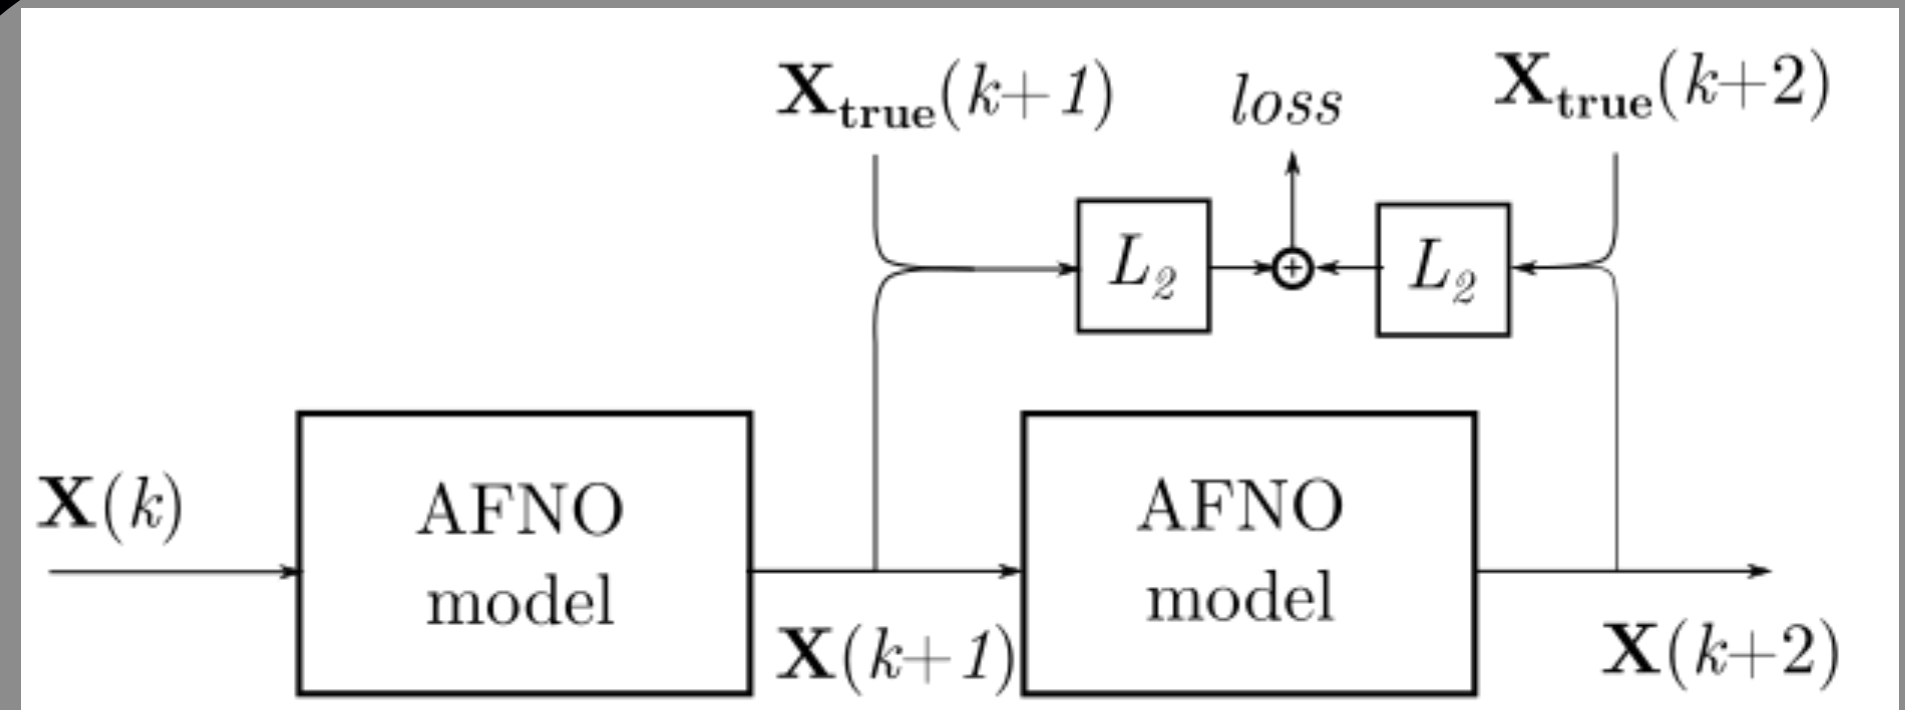 X_true(k+1)
loss
X_true(k+2)
L_2
+
L_2
X(k)
AFNO
model
X(k+1)
AFNO
model
X(k+2)